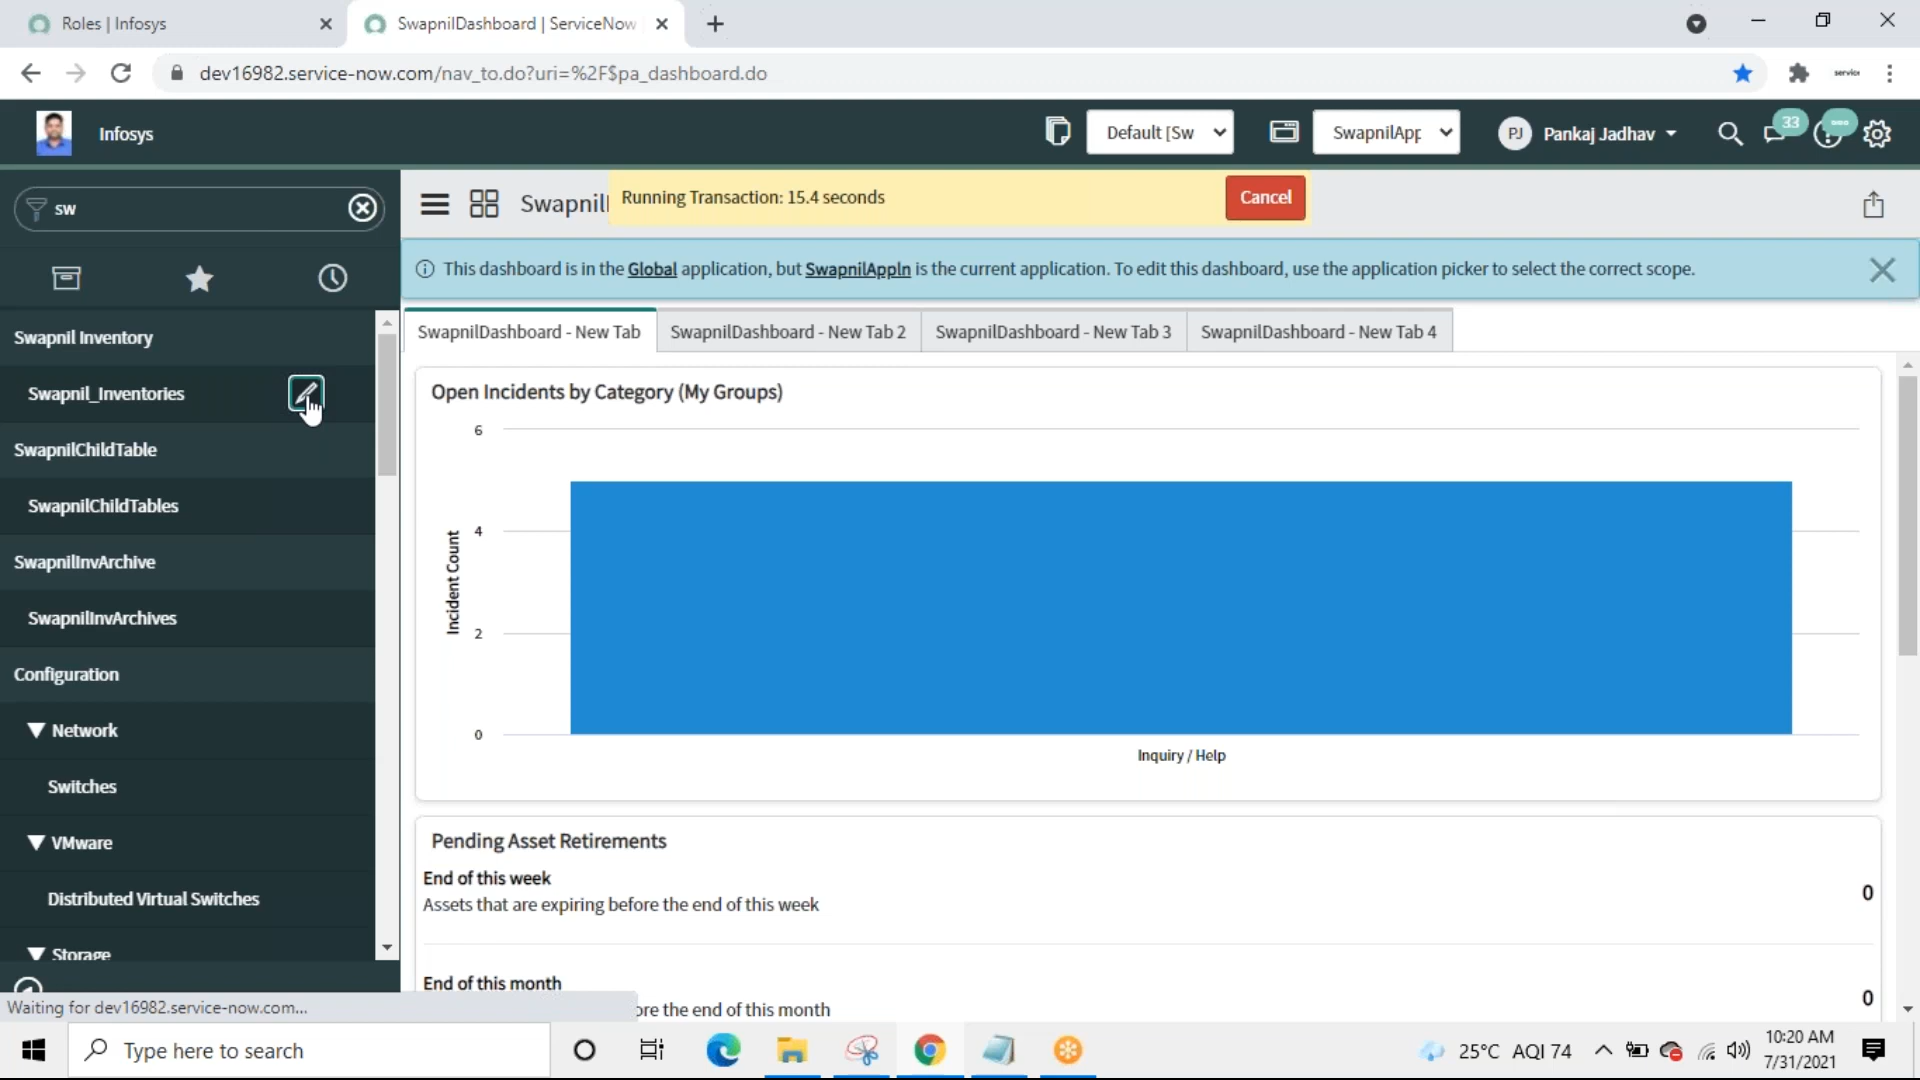 Roles | Infosys
SwapnilDashboard | ServiceNow
dev16982.service-now.com/nav_to.do?uri=%2F$pa_dashboard.do
service
Infosys
Default [Sw
SwapnilApp
PJ
Pankaj Jadhav
33
sw
Swapnil
Running Transaction: 15.4 seconds
Cancel
This dashboard is in the Global application, but SwapnilAppln is the current application. To edit this dashboard, use the application picker to select the correct scope.
Swapnil Inventory
Swapnil_Inventories
SwapnilChildTable
SwapnilChildTables
SwapnilInvArchive
SwapnilInvArchives
Configuration
Network
Switches
VMware
Distributed Virtual Switches
Storage
SwapnilDashboard - New Tab
SwapnilDashboard - New Tab 2
SwapnilDashboard - New Tab 3
SwapnilDashboard - New Tab 4
Open Incidents by Category (My Groups)
6
4
2
0
Incident Count
Inquiry / Help
Pending Asset Retirements
End of this week
Assets that are expiring before the end of this week
0
End of this month
ore the end of this month
0
Waiting for dev16982.service-now.com...
Type here to search
25°C AQI 74
10:20 AM
7/31/2021